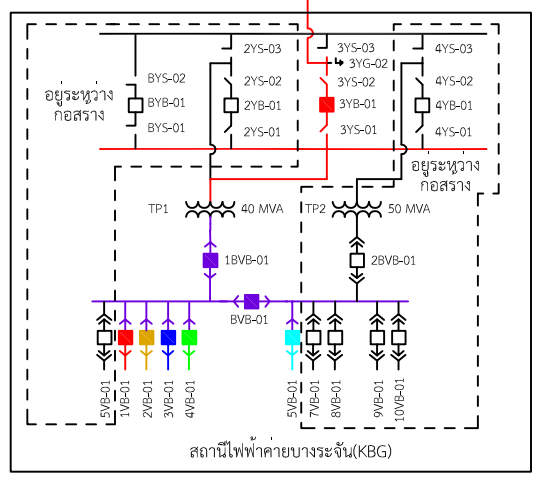 2YS-03
3YS-03
4YS-03
3YG-02
BYS-02
2YS-02
3YS-02
4YS-02
อยู่ระหว่าง
กอสราง
BYB-01
2YB-01
3YB-01
4YB-01
BYS-01
2YS-01
3YS-01
4YS-01
อยู่ระหว่าง
กอสราง
TP1
40 MVA
TP2
50 MVA
1BVB-01
2BVB-01
BVB-01
5VB-01
1VB-01
2VB-01
3VB-01
4VB-01
5VB-01
7VB-01
8VB-01
9VB-01
10VB-01
สถานีไฟฟ้าค่ายบางระจัน(KBG)